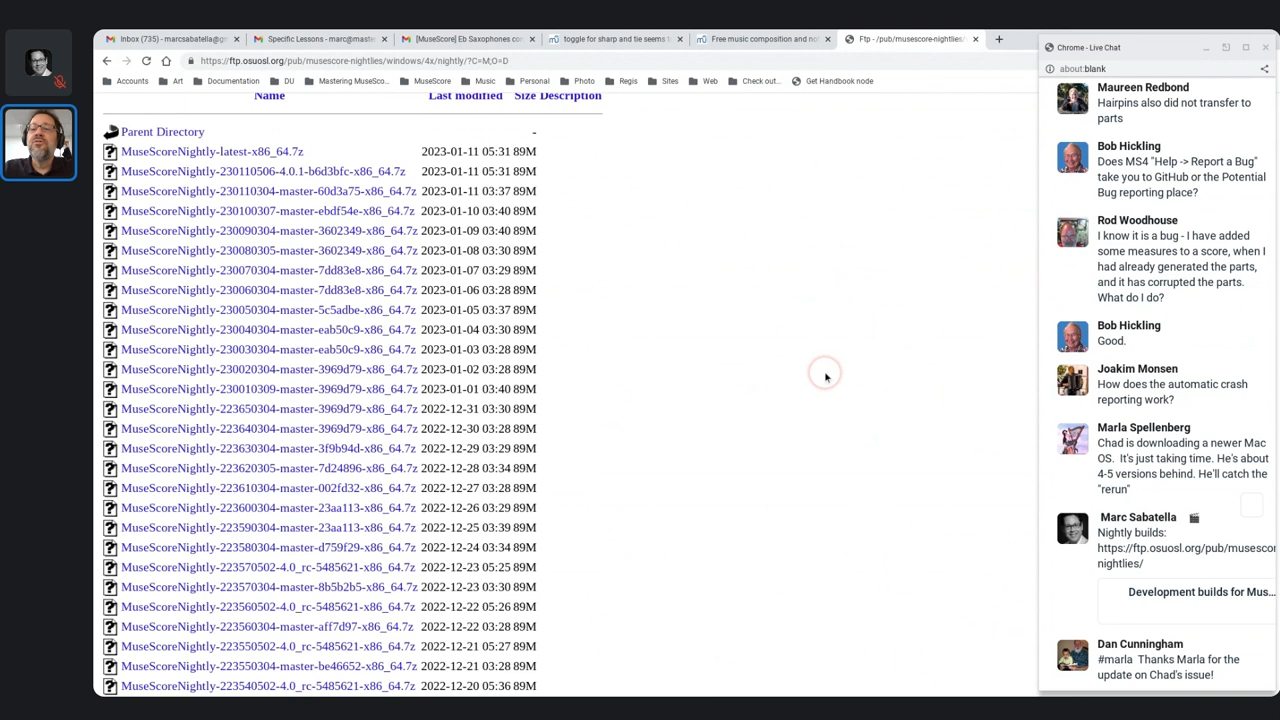 Inbox (735) - marcsabatella@gm
Specific Lessons - marc@master
[MuseScore] Eb Saxophones co
toggle for sharp and tie seems to
Free music composition and not
Ftp - /pub/musescore-nightlies/
https://ftp.osuosl.org/pub/musescore-nightlies/windows/4x/nightly/?C=M;O=D
Accounts
Art
Documentation
DU
Mastering MuseSco...
MuseScore
Music
Personal
Photo
Regis
Sites
Web
Check out...
Get Handbook node
Name Last modified Size Description
Parent Directory -
MuseScoreNightly-latest-x86_64.7z 2023-01-11 05:31 89M
MuseScoreNightly-230110506-4.0.1-b6d3bfc-x86_64.7z 2023-01-11 05:31 89M
MuseScoreNightly-230110304-master-60d3a75-x86_64.7z 2023-01-11 03:37 89M
MuseScoreNightly-230100307-master-ebdf54e-x86_64.7z 2023-01-10 03:40 89M
MuseScoreNightly-230090304-master-3602349-x86_64.7z 2023-01-09 03:40 89M
MuseScoreNightly-230080305-master-3602349-x86_64.7z 2023-01-08 03:30 89M
MuseScoreNightly-230070304-master-7dd83e8-x86_64.7z 2023-01-07 03:29 89M
MuseScoreNightly-230060304-master-7dd83e8-x86_64.7z 2023-01-06 03:28 89M
MuseScoreNightly-230050304-master-5c5adbe-x86_64.7z 2023-01-05 03:37 89M
MuseScoreNightly-230040304-master-eab50c9-x86_64.7z 2023-01-04 03:30 89M
MuseScoreNightly-230030304-master-eab50c9-x86_64.7z 2023-01-03 03:28 89M
MuseScoreNightly-230020304-master-3969d79-x86_64.7z 2023-01-02 03:28 89M
MuseScoreNightly-230010309-master-3969d79-x86_64.7z 2023-01-01 03:40 89M
MuseScoreNightly-223650304-master-3969d79-x86_64.7z 2022-12-31 03:30 89M
MuseScoreNightly-223640304-master-3969d79-x86_64.7z 2022-12-30 03:28 89M
MuseScoreNightly-223630304-master-3f9b94d-x86_64.7z 2022-12-29 03:29 89M
MuseScoreNightly-223620305-master-7d24896-x86_64.7z 2022-12-28 03:34 89M
MuseScoreNightly-223610304-master-002fd32-x86_64.7z 2022-12-27 03:28 89M
MuseScoreNightly-223600304-master-23aa113-x86_64.7z 2022-12-26 03:29 89M
MuseScoreNightly-223590304-master-23aa113-x86_64.7z 2022-12-25 03:39 89M
MuseScoreNightly-223580304-master-d759f29-x86_64.7z 2022-12-24 03:34 89M
MuseScoreNightly-223570502-4.0_rc-5485621-x86_64.7z 2022-12-23 05:25 89M
MuseScoreNightly-223570304-master-8b5b2b5-x86_64.7z 2022-12-23 03:30 89M
MuseScoreNightly-223560502-4.0_rc-5485621-x86_64.7z 2022-12-22 05:26 89M
MuseScoreNightly-223560304-master-aff7d97-x86_64.7z 2022-12-22 03:28 89M
MuseScoreNightly-223550502-4.0_rc-5485621-x86_64.7z 2022-12-21 05:27 89M
MuseScoreNightly-223550304-master-be46652-x86_64.7z 2022-12-21 03:28 89M
MuseScoreNightly-223540502-4.0_rc-5485621-x86_64.7z 2022-12-20 05:36 89M
Chrome - Live Chat
about:blank
Maureen Redbond
Hairpins also did not transfer to
parts
Bob Hickling
Does MS4 "Help -> Report a Bug"
take you to GitHub or the Potential
Bug reporting place?
Rod Woodhouse
I know it is a bug - I have added
some measures to a score, when I
had already generated the parts,
and it has corrupted the parts.
What do I do?
Bob Hickling
Good.
Joakim Monsen
How does the automatic crash
reporting work?
Marla Spellenberg
Chad is downloading a newer Mac
OS. It's just taking time. He's about
4-5 versions behind. He'll catch the
"rerun"
Marc Sabatella
Nightly builds:
https://ftp.osuosl.org/pub/musescor
nightlies/
Development builds for Mus...
Dan Cunningham
#marla Thanks Marla for the
update on Chad's issue!